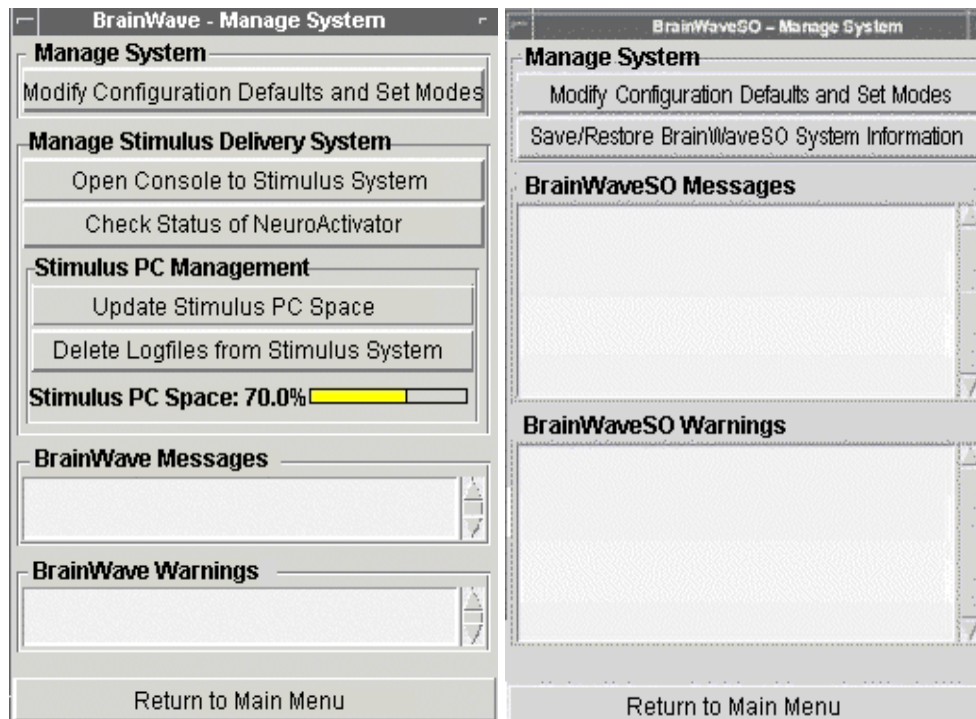 BrainWave - Manage System
Manage System
Modify Configuration Defaults and Set Modes
Manage Stimulus Delivery System
Open Console to Stimulus System
Check Status of NeuroActivator
Stimulus PC Management
Update Stimulus PC Space
Delete Logfiles from Stimulus System
Stimulus PC Space: 70.0%
BrainWave Messages
BrainWave Warnings
Return to Main Menu
BrainWaveSO – Manage System
Manage System
Modify Configuration Defaults and Set Modes
Save/Restore BrainWaveSO System Information
BrainWaveSO Messages
BrainWaveSO Warnings
Return to Main Menu